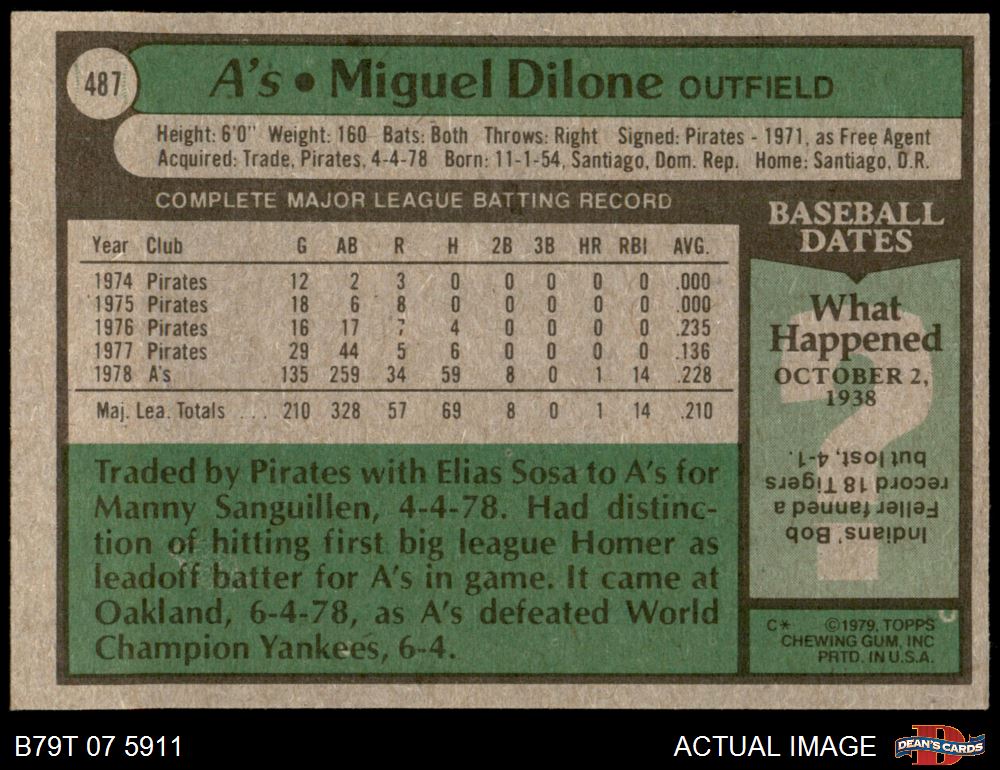 487
A's • Miguel Dilone OUTFIELD
Height: 6'0" Weight: 160 Bats: Both Throws: Right Signed: Pirates - 1971, as Free Agent
Acquired: Trade, Pirates, 4-4-78 Born: 11-1-54, Santiago, Dom. Rep. Home: Santiago, D.R.
COMPLETE MAJOR LEAGUE BATTING RECORD
Year Club G AB R H 2B 3B HR RBI AVG.
1974 Pirates 12 2 3 0 0 0 0 0 .000
1975 Pirates 18 6 8 0 0 0 0 0 .000
1976 Pirates 16 17 7 4 0 0 0 0 .235
1977 Pirates 29 44 5 6 0 0 0 0 .136
1978 A's 135 259 34 59 8 0 1 14 .228
Maj. Lea. Totals ... 210 328 57 69 8 0 1 14 .210
Traded by Pirates with Elias Sosa to A's for
Manny Sanguillen, 4-4-78. Had distinc-
tion of hitting first big league Homer as
leadoff batter for A's in game. It came at
Oakland, 6-4-78, as A's defeated World
Champion Yankees, 6-4.
BASEBALL
DATES
What
Happened
OCTOBER 2,
1938
?
Indians' Bob
Feller fanned a
record 18 Tigers
but lost, 4-1.
C* ©1979, TOPPS
CHEWING GUM, INC
PRTD. IN U.S.A.
B79T 07 5911
ACTUAL IMAGE
D
DEAN'S CARDS